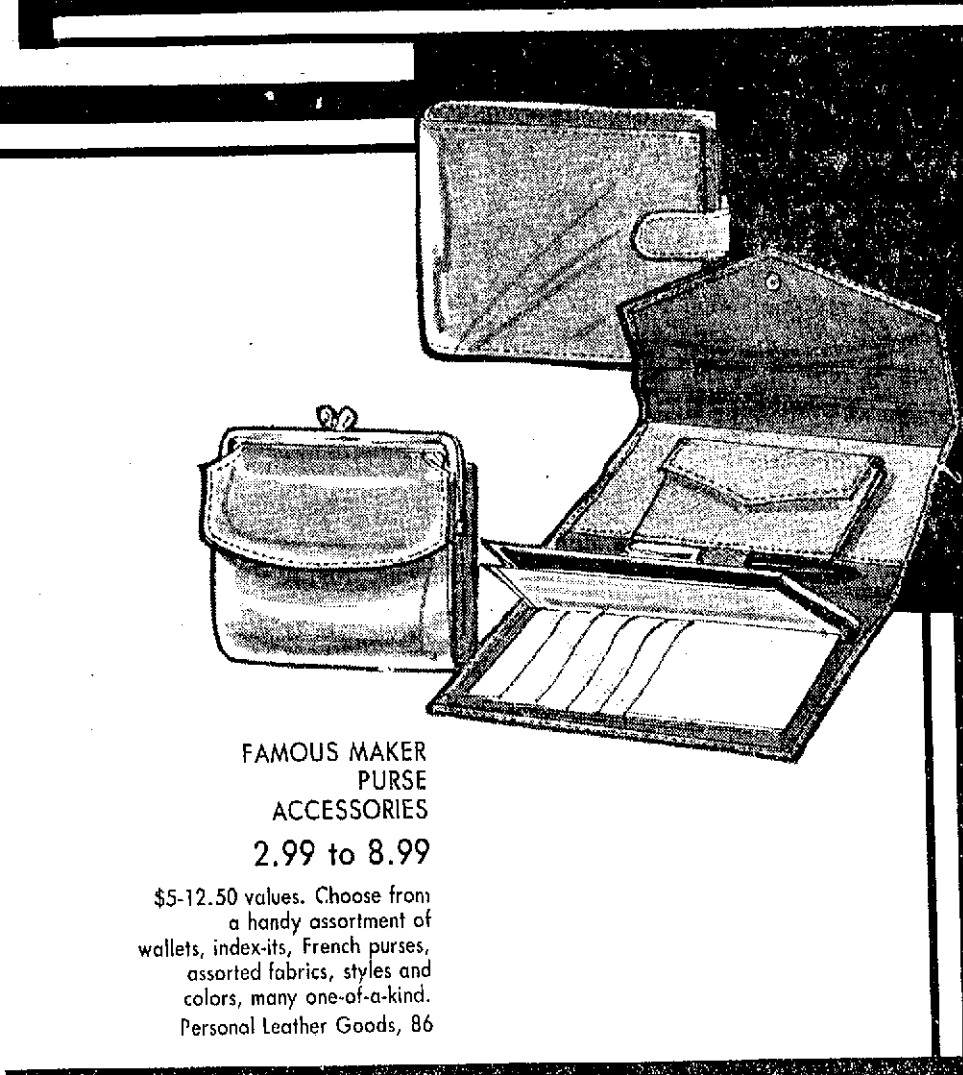 FAMOUS MAKER
PURSE
ACCESSORIES
2.99 to 8.99
$5-12.50 values. Choose from
a handy assortment of
wallets, index-its, French purses,
assorted fabrics, styles and
colors, many one-of-a-kind.
Personal Leather Goods, 86